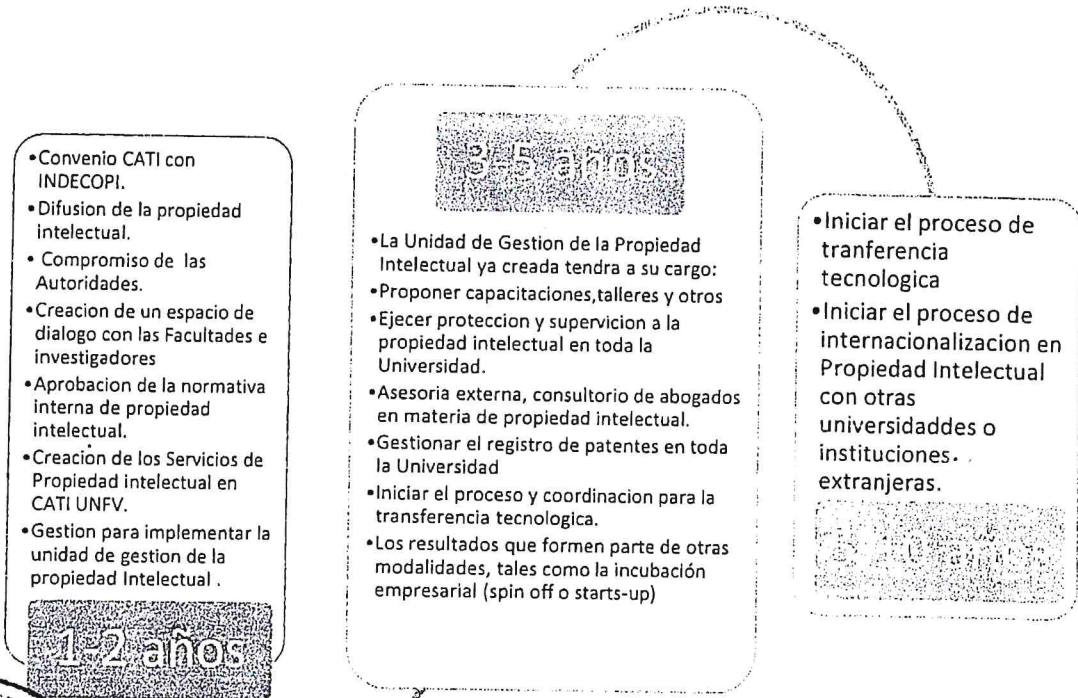 •Convenio CATI con
INDECOPI.
•Difusion de la propiedad
intelectual.
• Compromiso de las
Autoridades.
•Creacion de un espacio de
dialogo con las Facultades e
investigadores
•Aprobacion de la normativa
interna de propiedad
intelectual.
•Creación de los Servicios de
Propiedad intelectual en
CATI UNFV.
•Gestion para implementar la
unidad de gestion de la
propiedad Intelectual .
1-2 años
3-5 años
•La Unidad de Gestion de la Propiedad
Intelectual ya creada tendra a su cargo:
•Proponer capacitaciones,talleres y otros
•Ejecer proteccion y supervicion a la
propiedad intelectual en toda la
Universidad.
•Asesoria externa, consultorio de abogados
en materia de propiedad intelectual.
•Gestionar el registro de patentes en toda
la Universidad
•Iniciar el proceso y coordinacion para la
transferencia tecnologica.
•Los resultados que formen parte de otras
modalidades, tales como la incubación
empresarial (spin off o starts-up)
•Iniciar el proceso de
tranferencia
tecnologica
•Iniciar el proceso de
internacionalizacion en
Propiedad Intelectual
con otras
universidaddes o
instituciones.
extranjeras.